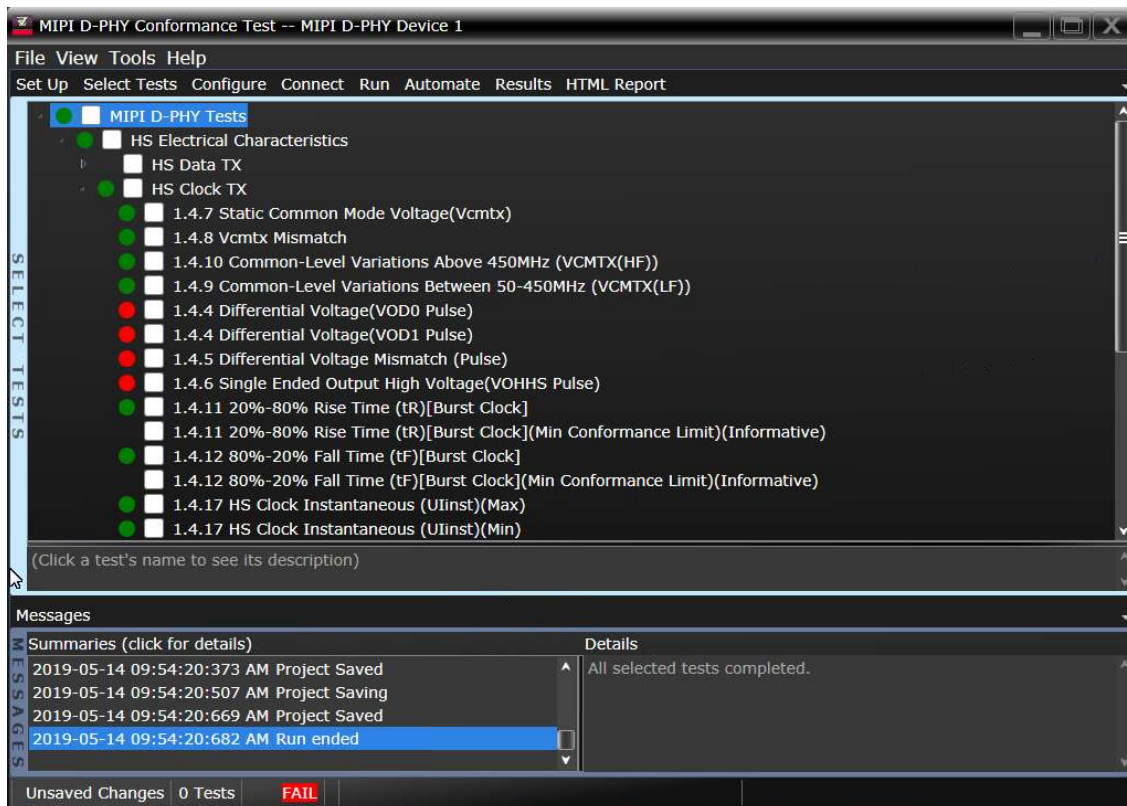 MIPI D-PHY Conformance Test -- MIPI D-PHY Device 1
File View Tools Help
Set Up Select Tests Configure Connect Run Automate Results HTML Report
SELECT TESTS
MIPI D-PHY Tests
HS Electrical Characteristics
HS Data TX
HS Clock TX
1.4.7 Static Common Mode Voltage(Vcmtx)
1.4.8 Vcmtx Mismatch
1.4.10 Common-Level Variations Above 450MHz (VCMTX(HF))
1.4.9 Common-Level Variations Between 50-450MHz (VCMTX(LF))
1.4.4 Differential Voltage(VOD0 Pulse)
1.4.4 Differential Voltage(VOD1 Pulse)
1.4.5 Differential Voltage Mismatch (Pulse)
1.4.6 Single Ended Output High Voltage(VOHHS Pulse)
1.4.11 20%-80% Rise Time (tR)[Burst Clock]
1.4.11 20%-80% Rise Time (tR)[Burst Clock](Min Conformance Limit)(Informative)
1.4.12 80%-20% Fall Time (tF)[Burst Clock]
1.4.12 80%-20% Fall Time (tF)[Burst Clock](Min Conformance Limit)(Informative)
1.4.17 HS Clock Instantaneous (UIinst)(Max)
1.4.17 HS Clock Instantaneous (UIinst)(Min)
(Click a test's name to see its description)
Messages
MESSAGES
Summaries (click for details)
2019-05-14 09:54:20:373 AM Project Saved
2019-05-14 09:54:20:507 AM Project Saving
2019-05-14 09:54:20:669 AM Project Saved
2019-05-14 09:54:20:682 AM Run ended
Details
All selected tests completed.
Unsaved Changes 0 Tests FAIL